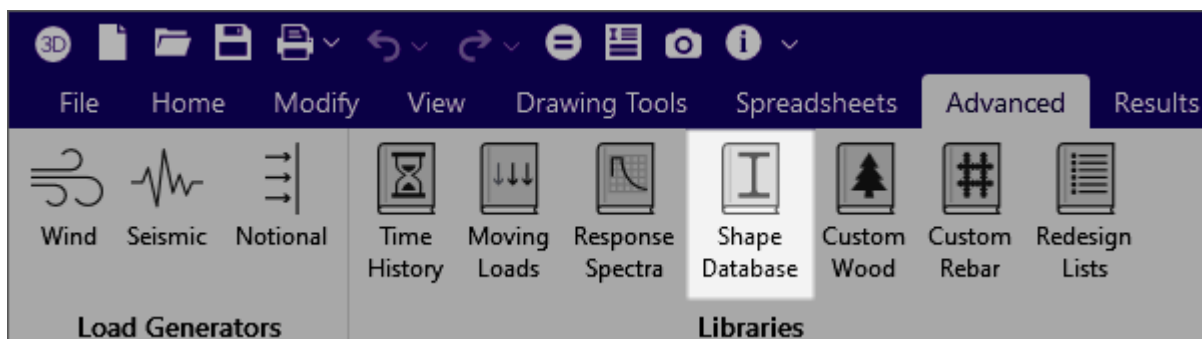 3D
File Home Modify View Drawing Tools Spreadsheets Advanced Results
Wind Seismic Notional Time History Moving Loads Response Spectra Shape Database Custom Wood Custom Rebar Redesign Lists
Load Generators Libraries